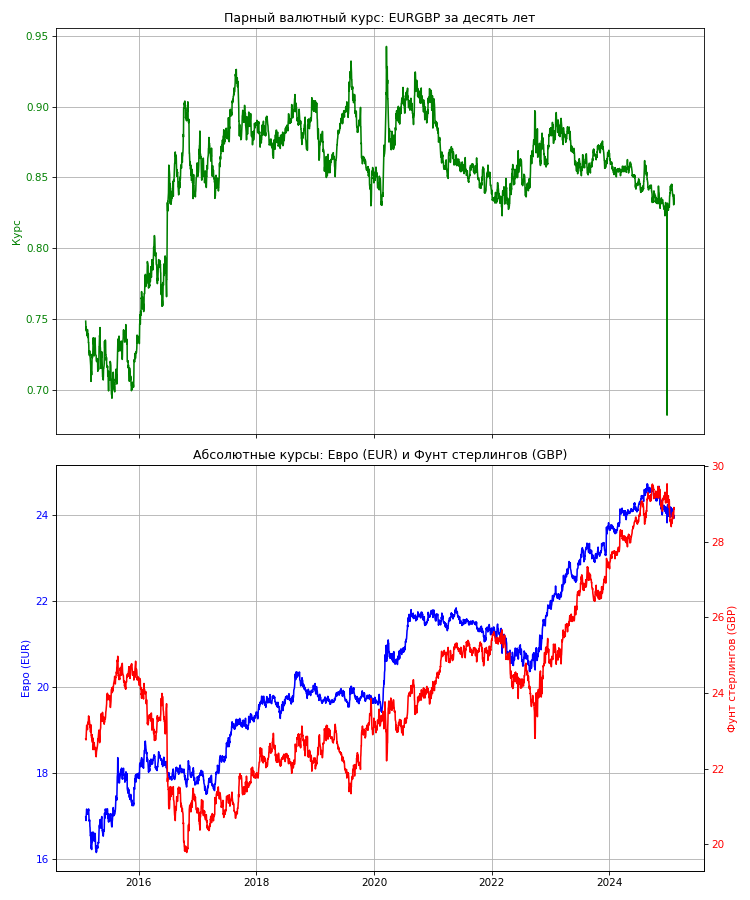 Парный валютный курс: EURGBP за десять лет
0.95
0.90
0.85
0.80
0.75
0.70
Курс
Абсолютные курсы: Евро (EUR) и Фунт стерлингов (GBP)
24
22
20
18
16
Евро (EUR)
30
28
26
24
22
20
Фунт стерлингов (GBP)
2016 2018 2020 2022 2024